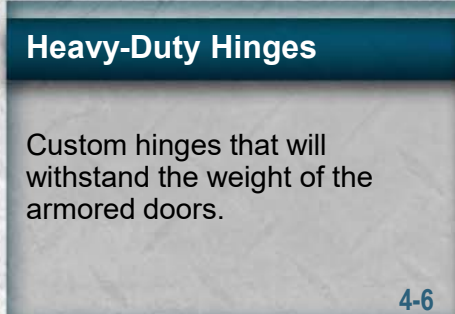 Heavy-Duty Hinges
Custom hinges that will
withstand the weight of the
armored doors.
4-6